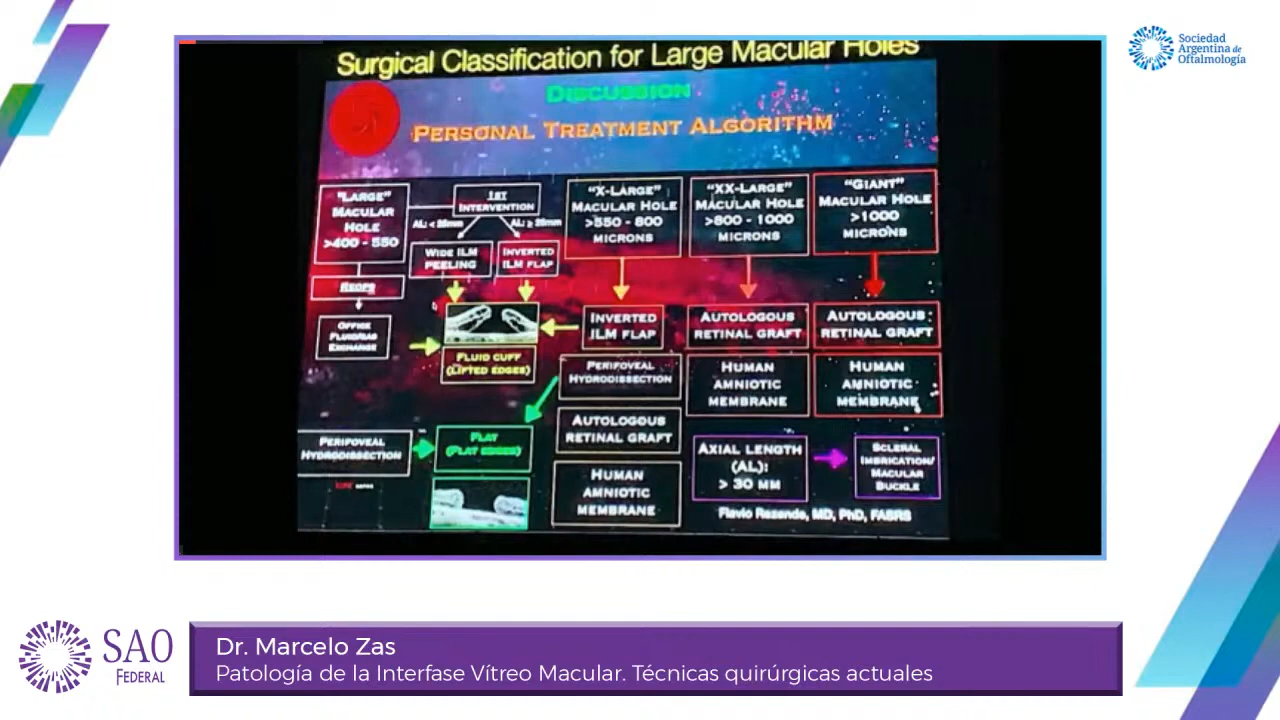 Sociedad
Argentina de
Oftalmología
Surgical Classification for Large Macular Holes
DISCUSSION
PERSONAL TREATMENT ALGORITHM
"LARGE"
MACULAR
HOLE
>400 - 550
1ST
INTERVENTION
AL: < 26mm
AL: ≥ 26mm
WIDE ILM
PEELING
INVERTED
ILM FLAP
"X-LARGE"
MACULAR HOLE
>550 - 800
MICRONS
"XX-LARGE"
MACULAR HOLE
>800 - 1000
MICRONS
"GIANT"
MACULAR HOLE
>1000
MICRONS
REOPS
OFFICE
FLUID/GAS
EXCHANGE
FLUID CUFF
(LIFTED EDGES)
INVERTED
ILM FLAP
AUTOLOGOUS
RETINAL GRAFT
AUTOLOGOUS
RETINAL GRAFT
PERIFOVEAL
HYDRODISSECTION
HUMAN
AMNIOTIC
MEMBRANE
HUMAN
AMNIOTIC
MEMBRANE
PERIFOVEAL
HYDRODISSECTION
FLAT
(FLAT EDGES)
AUTOLOGOUS
RETINAL GRAFT
HUMAN
AMNIOTIC
MEMBRANE
AXIAL LENGTH
(AL):
> 30 MM
SCLERAL
IMBRICATION/
MACULAR
BUCKLE
Flavio Rezende, MD, PhD, FASRS
SAO
FEDERAL
Dr. Marcelo Zas
Patología de la Interfase Vítreo Macular. Técnicas quirúrgicas actuales